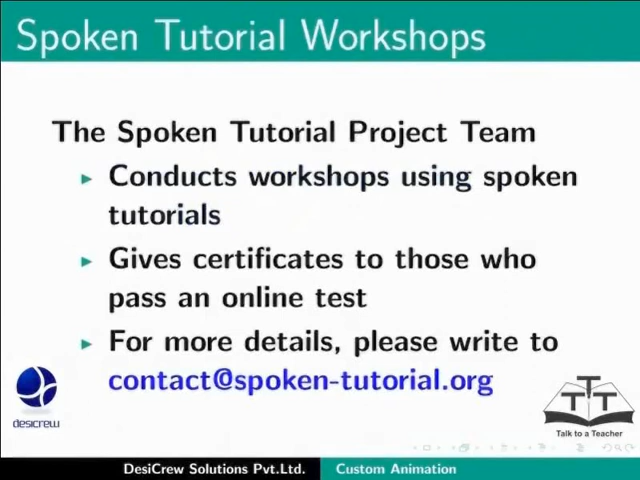 Spoken Tutorial Workshops
The Spoken Tutorial Project Team
Conducts workshops using spoken
tutorials
Gives certificates to those who
pass an online test
For more details, please write to
contact@spoken-tutorial.org
desicrew
TTT
Talk to a Teacher
DesiCrew Solutions Pvt.Ltd. Custom Animation